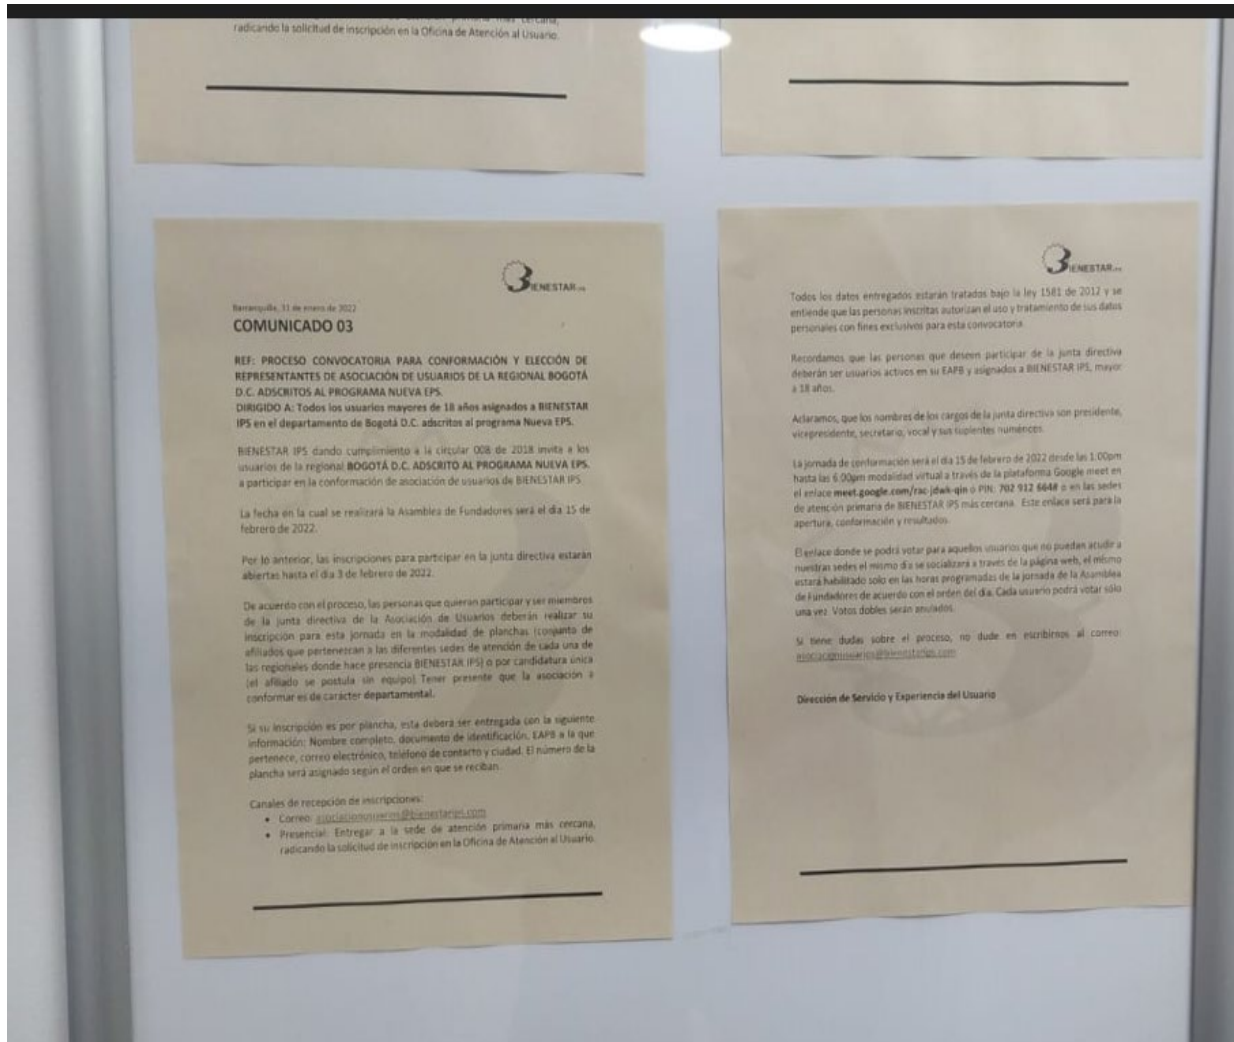 radicando la solicitud de inscripción en la Oficina de Atención al Usuario.
BIENESTAR IPS
Barranquilla, 31 de enero de 2022
COMUNICADO 03
REF: PROCESO CONVOCATORIA PARA CONFORMACIÓN Y ELECCIÓN DE
REPRESENTANTES DE ASOCIACIÓN DE USUARIOS DE LA REGIONAL BOGOTÁ
D.C. ADSCRITOS AL PROGRAMA NUEVA EPS.
DIRIGIDO A: Todos los usuarios mayores de 18 años asignados a BIENESTAR
IPS en el departamento de Bogotá D.C. adscritos al programa Nueva EPS.
BIENESTAR IPS dando cumplimiento a la circular 008 de 2018 invita a los
usuarios de la regional BOGOTÁ D.C. ADSCRITO AL PROGRAMA NUEVA EPS.
a participar en la conformación de asociación de usuarios de BIENESTAR IPS.
La fecha en la cual se realizará la Asamblea de Fundadores será el día 15 de
febrero de 2022.
Por lo anterior, las inscripciones para participar en la junta directiva estarán
abiertas hasta el día 3 de febrero de 2022.
De acuerdo con el proceso, las personas que quieran participar y ser miembros
de la junta directiva de la Asociación de Usuarios deberán realizar su
inscripción para esta jornada en la modalidad de planchas (conjunto de
afiliados que pertenezcan a las diferentes sedes de atención de cada una de
las regionales donde hace presencia BIENESTAR IPS) o por candidatura única
(el afiliado se postula sin equipo) Tener presente que la asociación a
conformar es de carácter departamental.
Si su inscripción es por plancha, esta deberá ser entregada con la siguiente
información: Nombre completo, documento de identificación, EAPB a la que
pertenece, correo electrónico, teléfono de contacto y ciudad. El número de la
plancha será asignado según el orden en que se reciban.
Canales de recepción de inscripciones:
• Correo: asociacionusuarios@bienestarips.com
• Presencial: Entregar a la sede de atención primaria más cercana,
radicando la solicitud de inscripción en la Oficina de Atención al Usuario.
BIENESTAR IPS
Todos los datos entregados estarán tratados bajo la ley 1581 de 2012 y se
entiende que las personas inscritas autorizan el uso y tratamiento de sus datos
personales con fines exclusivos para esta convocatoria.
Recordamos que las personas que deseen participar de la junta directiva
deberán ser usuarios activos en su EAPB y asignados a BIENESTAR IPS, mayor
a 18 años.
Aclaramos, que los nombres de los cargos de la junta directiva son presidente,
vicepresidente, secretario, vocal y sus suplentes numéricos.
La jornada de conformación será el día 15 de febrero de 2022 desde las 1:00pm
hasta las 6:00pm modalidad virtual a través de la plataforma Google meet en
el enlace meet.google.com/rac-jdwk-qin o PIN: 702 912 6648 o en las sedes
de atención primaria de BIENESTAR IPS más cercana. Este enlace será para la
apertura, conformación y resultados.
El enlace donde se podrá votar para aquellos usuarios que no puedan acudir a
nuestras sedes el mismo día se socializará a través de la página web, el mismo
estará habilitado solo en las horas programadas de la jornada de la Asamblea
de Fundadores de acuerdo con el orden del día. Cada usuario podrá votar sólo
una vez. Votos dobles serán anulados.
Si tiene dudas sobre el proceso, no dude en escribirnos al correo:
asociacionusuarios@bienestarips.com
Dirección de Servicio y Experiencia del Usuario